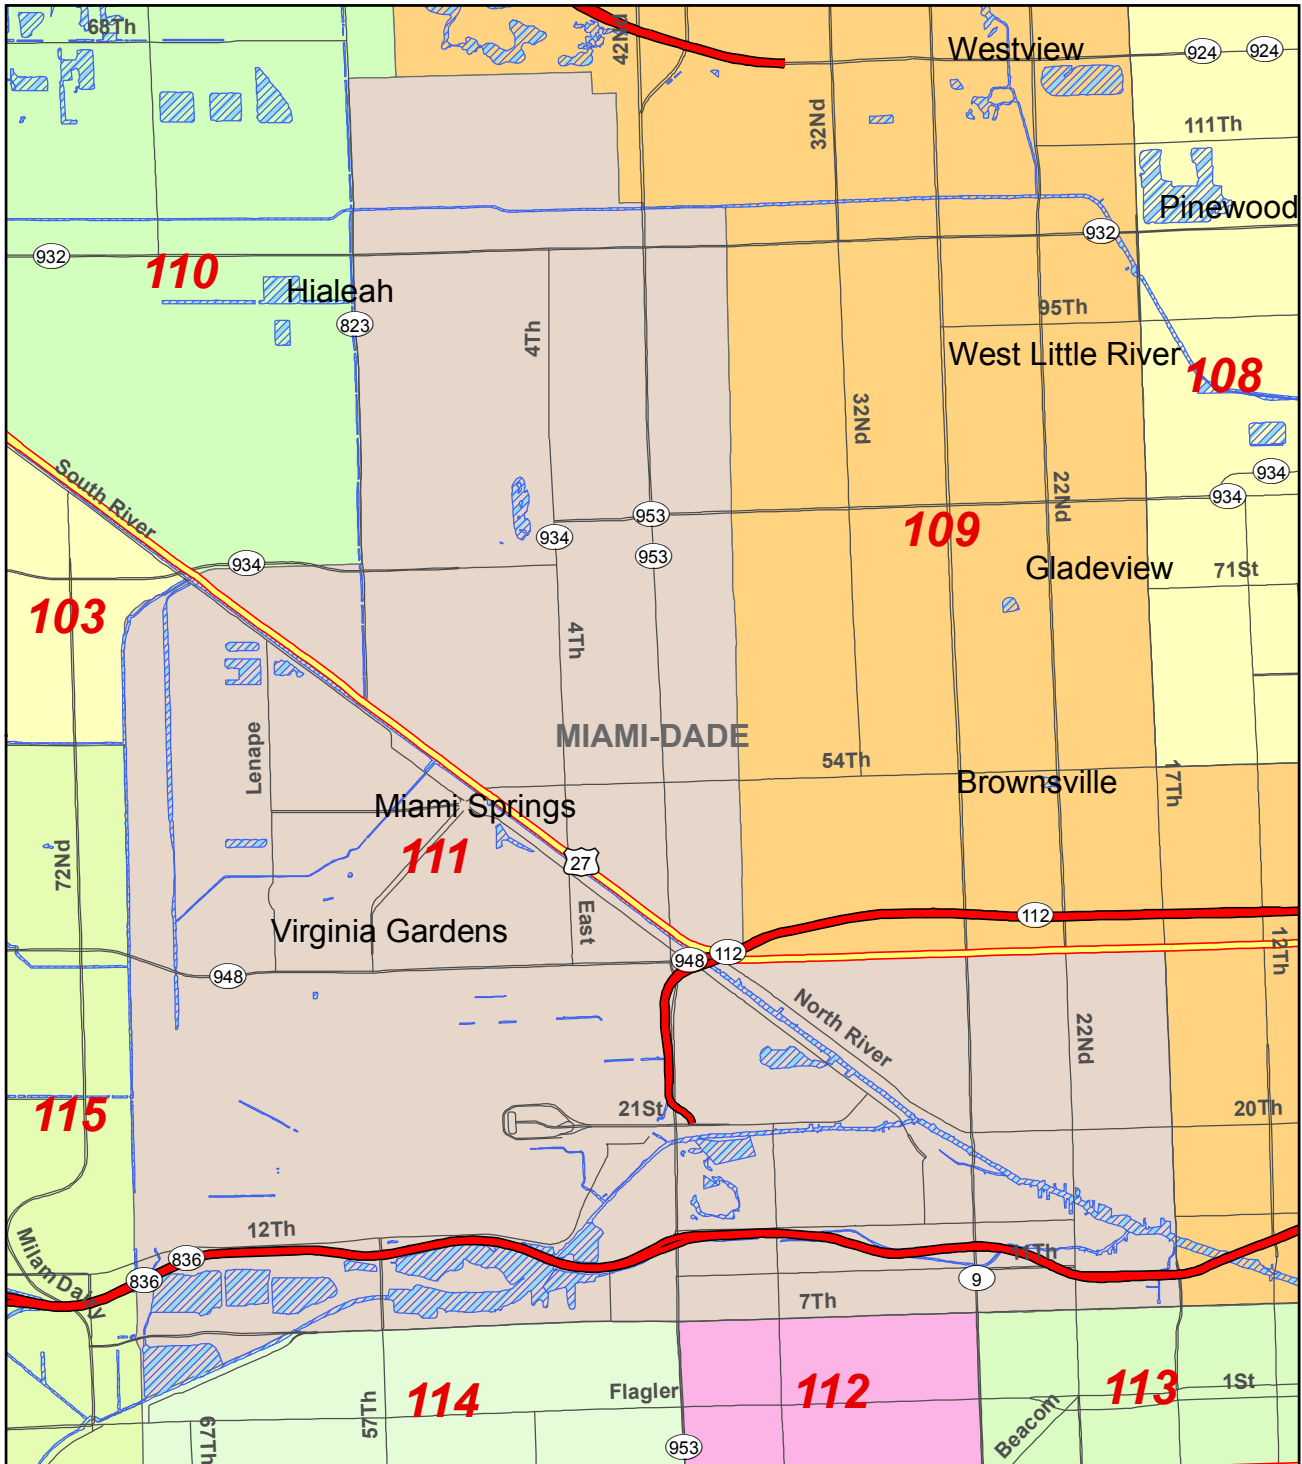 68Th
42Nd
Westview
924
924
32Nd
111Th
Pinewood
932
932
110
Hialeah
823
95Th
4Th
West Little River
108
32Nd
South River
22Nd
934
934
953
934
953
109
934
Gladeview
71St
103
4Th
MIAMI-DADE
Lenape
54Th
Brownsville
17Th
Miami Springs
72Nd
111
27
East
112
Virginia Gardens
12Th
948
112
948
North River
22Nd
115
21St
20Th
12Th
836
11Th
836
9
Milam Dairy
7Th
114
112
113
Flagler
1St
57Th
67Th
Beacom
953